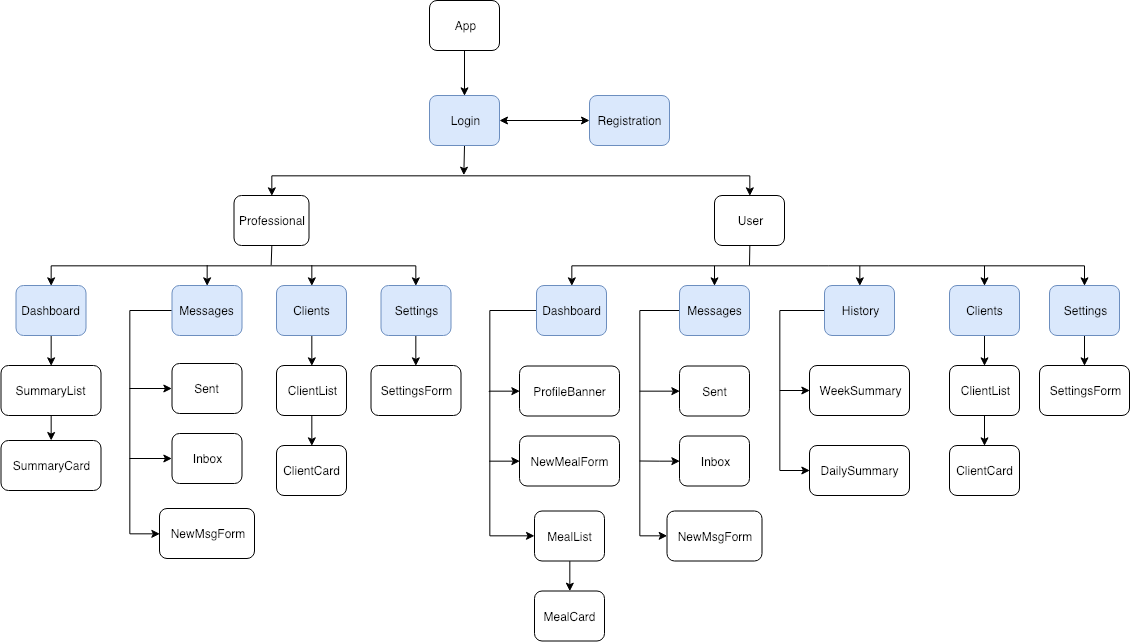 App
Login
Registration
Professional
User
Dashboard
Messages
Clients
Settings
Dashboard
Messages
History
Clients
Settings
SummaryList
Sent
ClientList
SettingsForm
ProfileBanner
Sent
WeekSummary
ClientList
SettingsForm
SummaryCard
Inbox
ClientCard
NewMealForm
Inbox
DailySummary
ClientCard
NewMsgForm
MealList
NewMsgForm
MealCard